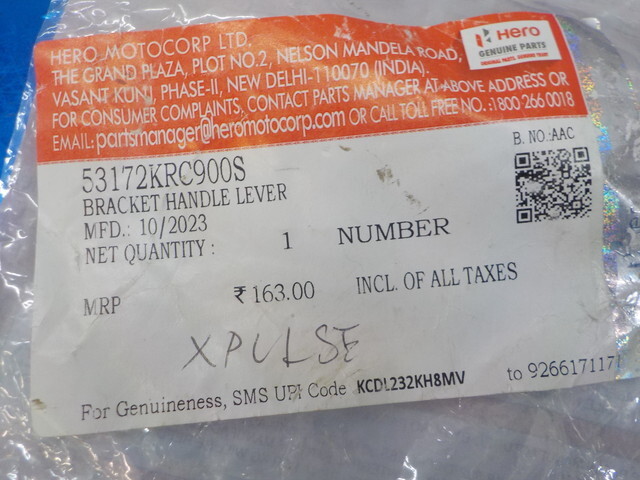 HERO MOTOCORP LTD.
THE GRAND PLAZA, PLOT NO.2, NELSON MANDELA ROAD,
VASANT KUNJ, PHASE-II, NEW DELHI-110070 (INDIA).
FOR CONSUMER COMPLAINTS, CONTACT PARTS MANAGER AT ABOVE ADDRESS OR
EMAIL: partsmanager@heromotocorp.com OR CALL TOLL FREE NO.:1800 266 0018
Hero
GENUINE PARTS
B. NO.:AAC
53172KRC900S
BRACKET HANDLE LEVER
MFD.: 10/2023
NET QUANTITY : 1 NUMBER
MRP ₹ 163.00 INCL. OF ALL TAXES
XPULSE
For Genuineness, SMS UPI Code KCDL232KH8MV to 9266171171